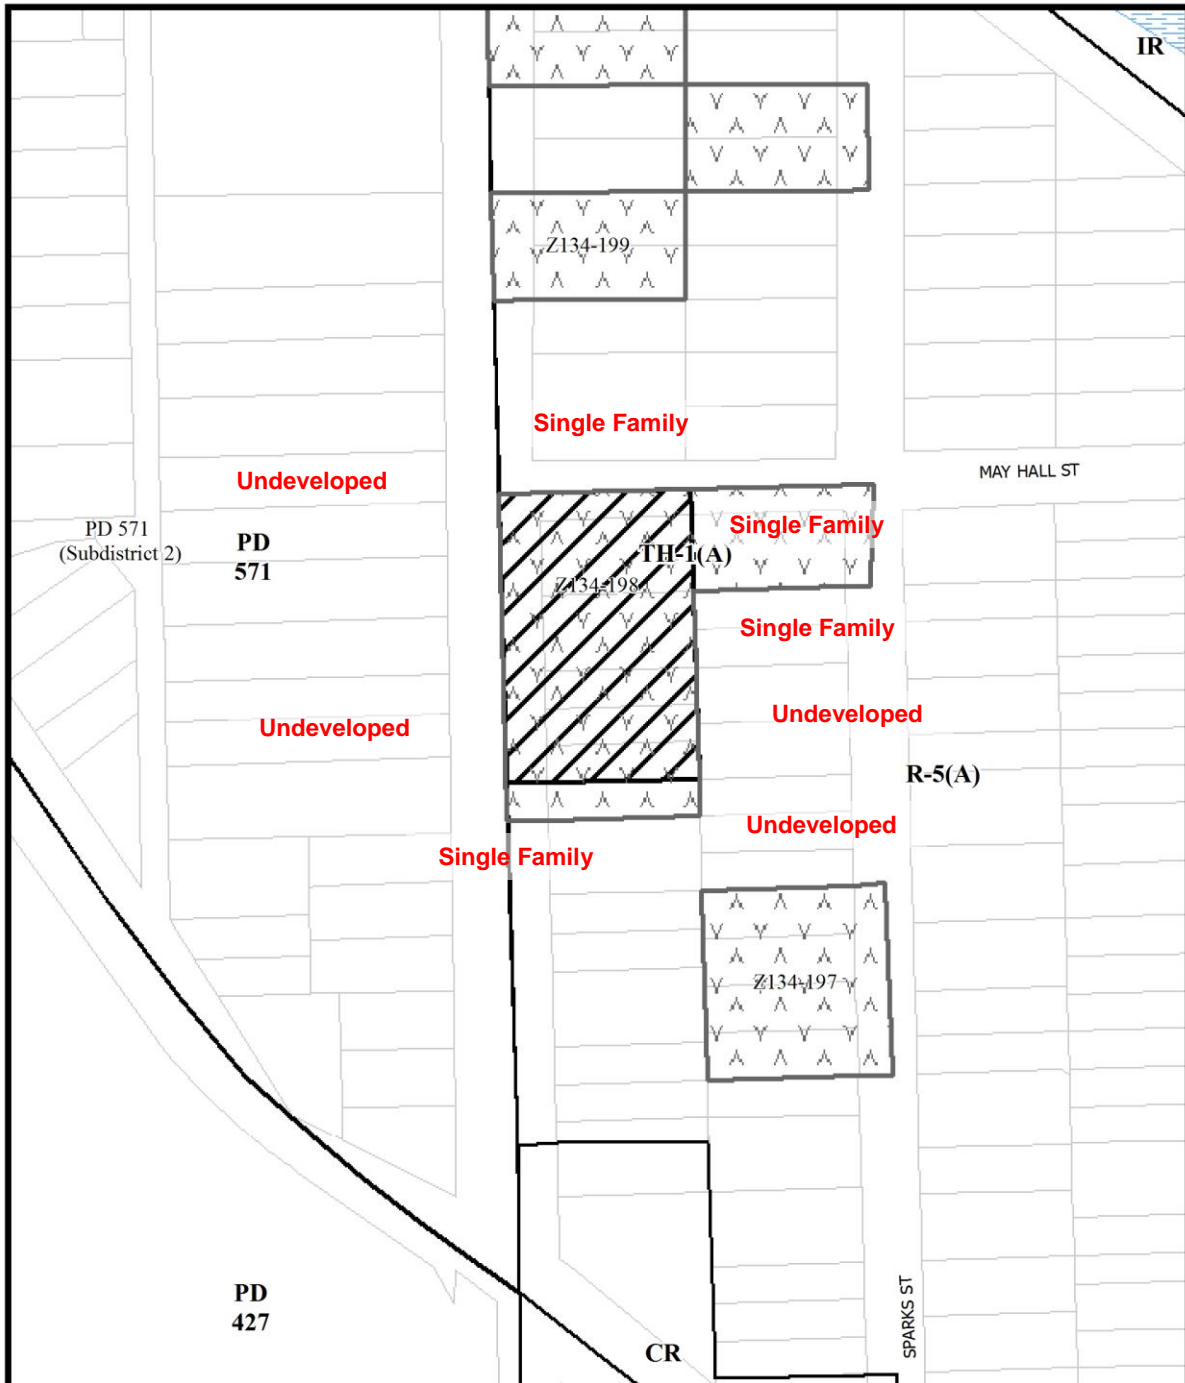 IR
Z134-199
Single Family
MAY HALL ST
Undeveloped
PD 571
(Subdistrict 2)
PD
571
Single Family
TH-1(A)
Z134-198
Single Family
Undeveloped
Undeveloped
R-5(A)
Undeveloped
Single Family
Z134-197
PD
427
SPARKS ST
CR